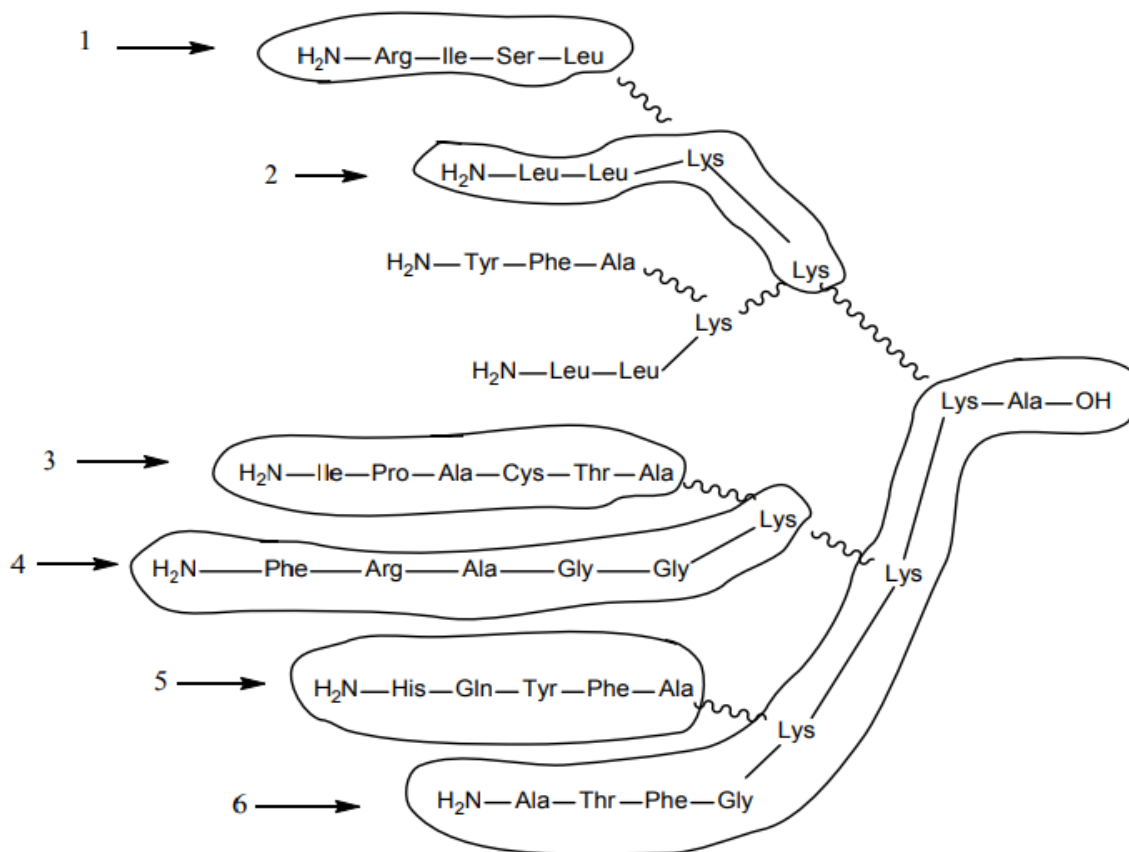 1 H₂N—Arg—Ile—Ser—Leu
2 H₂N—Leu—Leu—Lys
Lys
H₂N—Tyr—Phe—Ala
Lys
H₂N—Leu—Leu
Lys—Ala—OH
3 H₂N—Ile—Pro—Ala—Cys—Thr—Ala
Lys
4 H₂N—Phe—Arg—Ala—Gly—Gly
Lys
5 H₂N—His—Gln—Tyr—Phe—Ala
Lys
6 H₂N—Ala—Thr—Phe—Gly